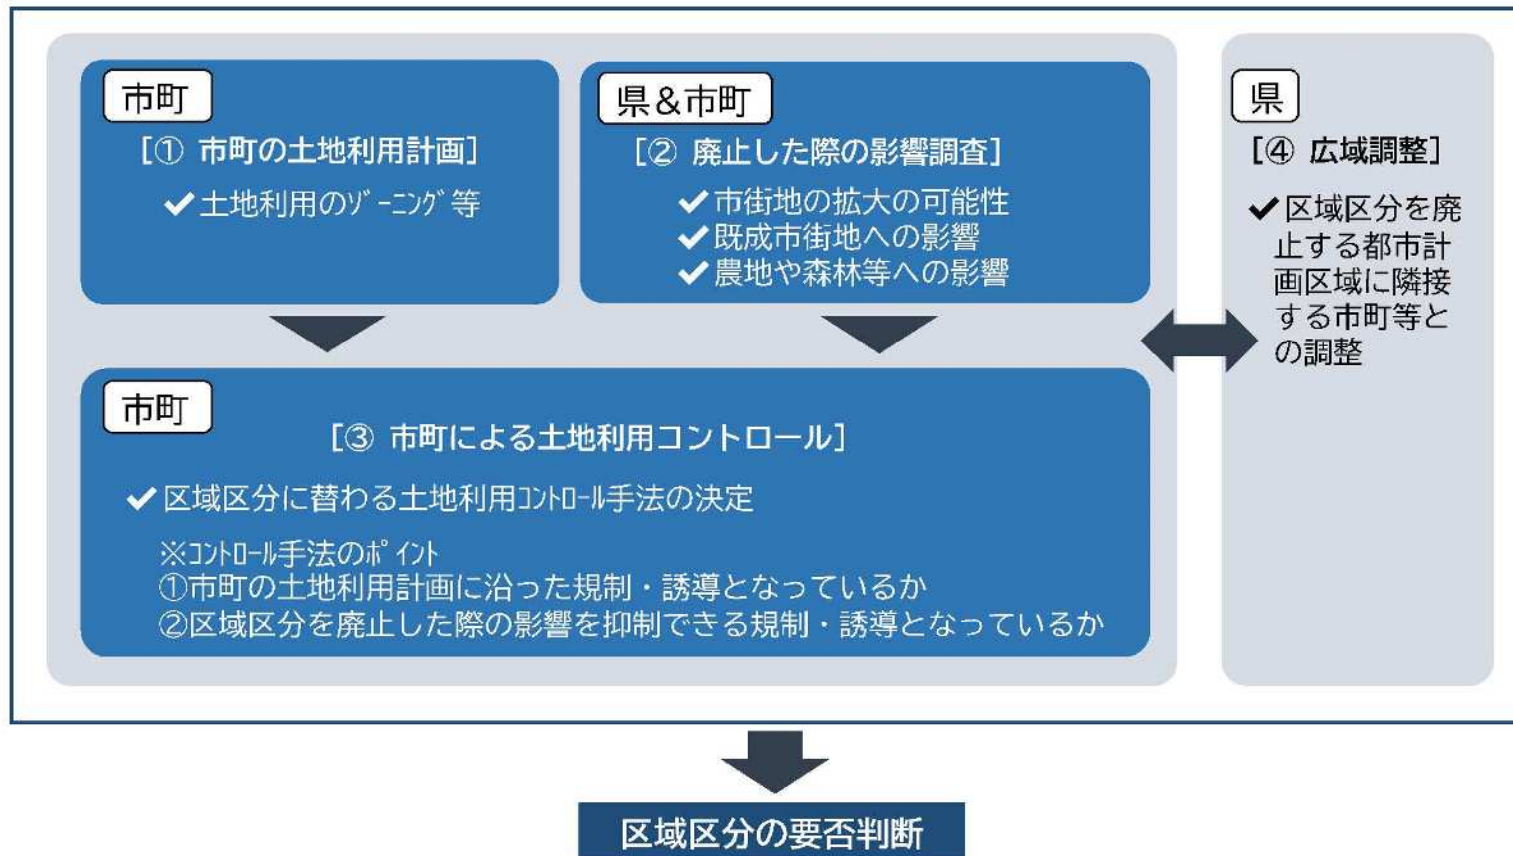 市町
[① 市町の土地利用計画]
✔土地利用のｿﾞｰﾆﾝｸﾞ等
県＆市町
[② 廃止した際の影響調査]
✔市街地の拡大の可能性
✔既成市街地への影響
✔農地や森林等への影響
市町
[③ 市町による土地利用コントロール]
✔区域区分に替わる土地利用ｺﾝﾄﾛｰﾙ手法の決定
※ｺﾝﾄﾛｰﾙ手法のﾎﾟｲﾝﾄ
①市町の土地利用計画に沿った規制・誘導となっているか
②区域区分を廃止した際の影響を抑制できる規制・誘導となっているか
県
[④ 広域調整]
✔区域区分を廃
止する都市計
画区域に隣接
する市町等と
の調整
区域区分の要否判断